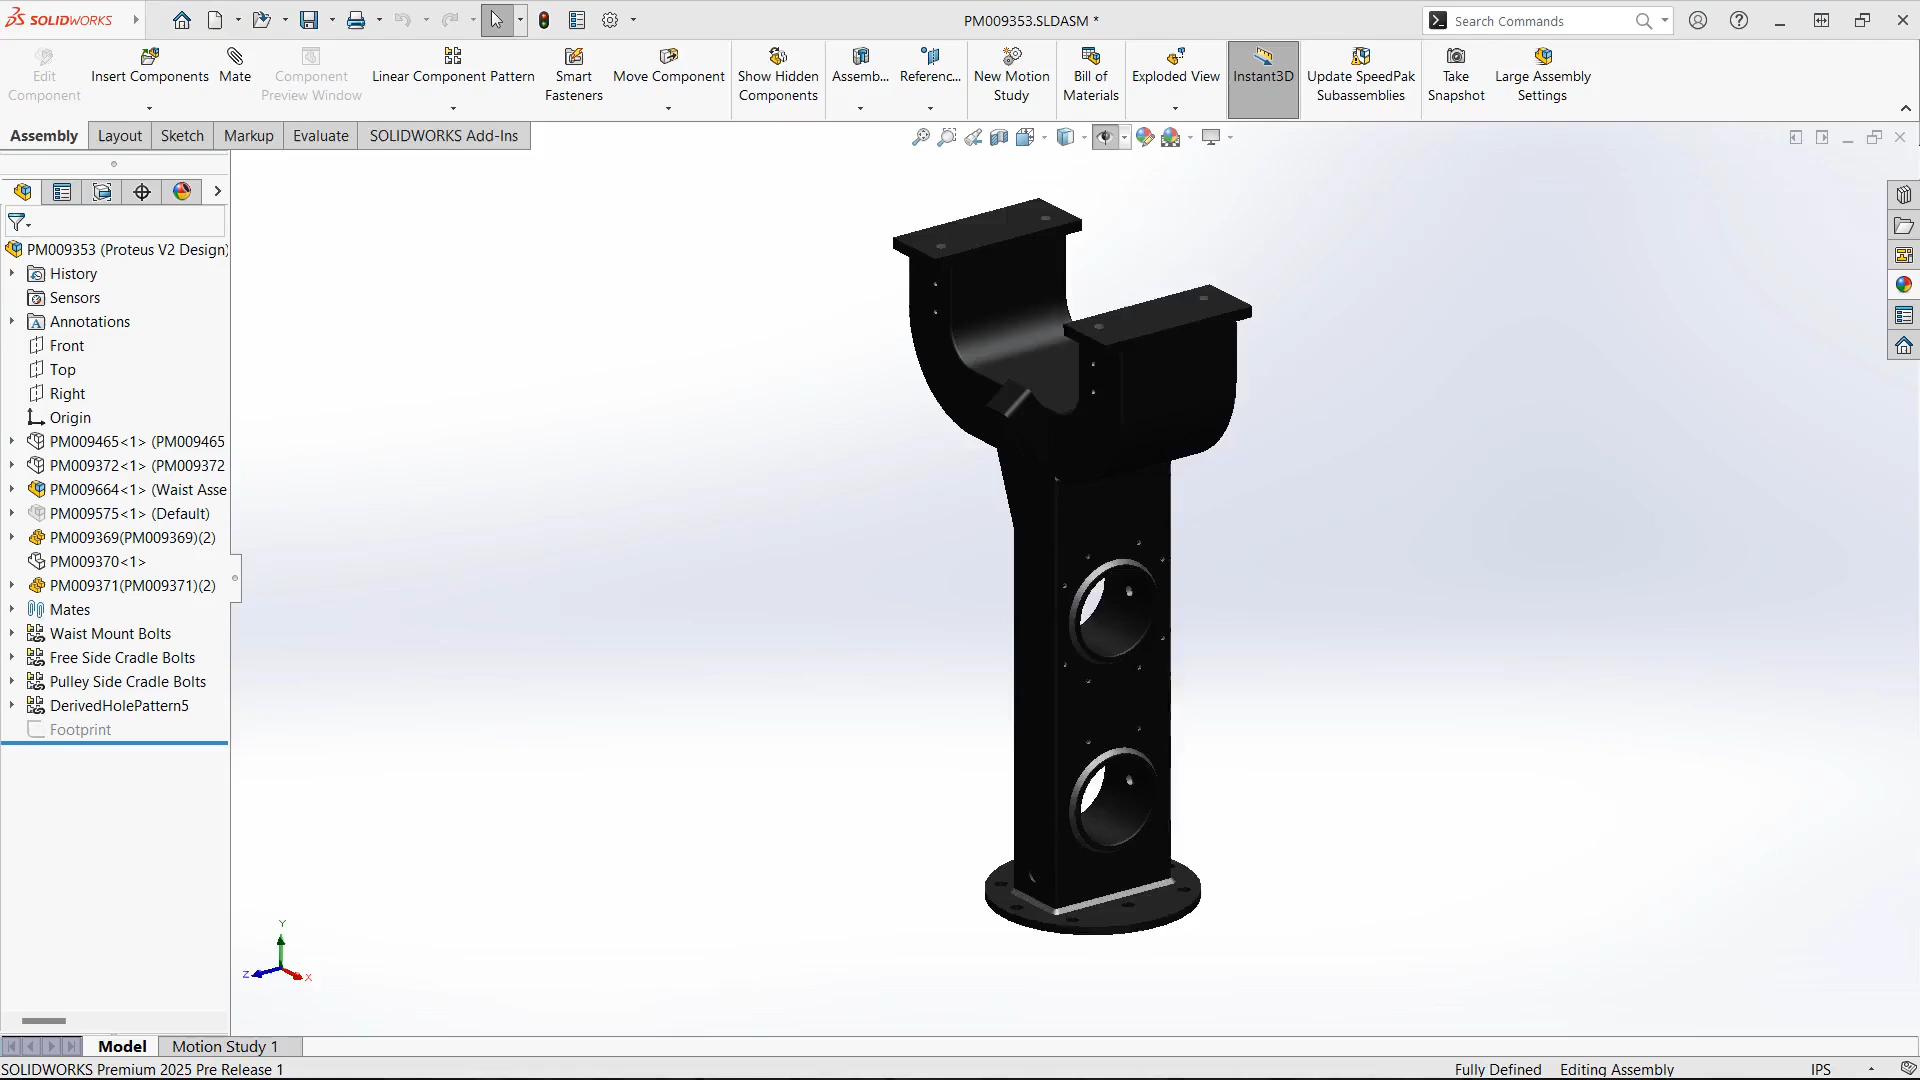 SOLIDWORKS
PM009353.SLDASM *
Search Commands
Edit
Component
Insert Components
Mate
Component
Preview Window
Linear Component Pattern
Smart
Fasteners
Move Component
Show Hidden
Components
Assemb...
Referenc...
New Motion
Study
Bill of
Materials
Exploded View
Instant3D
Update SpeedPak
Subassemblies
Take
Snapshot
Large Assembly
Settings
Assembly
Layout
Sketch
Markup
Evaluate
SOLIDWORKS Add-Ins
PM009353 (Proteus V2 Design)
History
Sensors
Annotations
Front
Top
Right
Origin
PM009465<1> (PM009465
PM009372<1> (PM009372
PM009664<1> (Waist Asse
PM009575<1> (Default)
PM009369(PM009369)(2)
PM009370<1>
PM009371(PM009371)(2)
Mates
Waist Mount Bolts
Free Side Cradle Bolts
Pulley Side Cradle Bolts
DerivedHolePattern5
Footprint
Y
Z
X
Model
Motion Study 1
SOLIDWORKS Premium 2025 Pre Release 1
Fully Defined
Editing Assembly
IPS